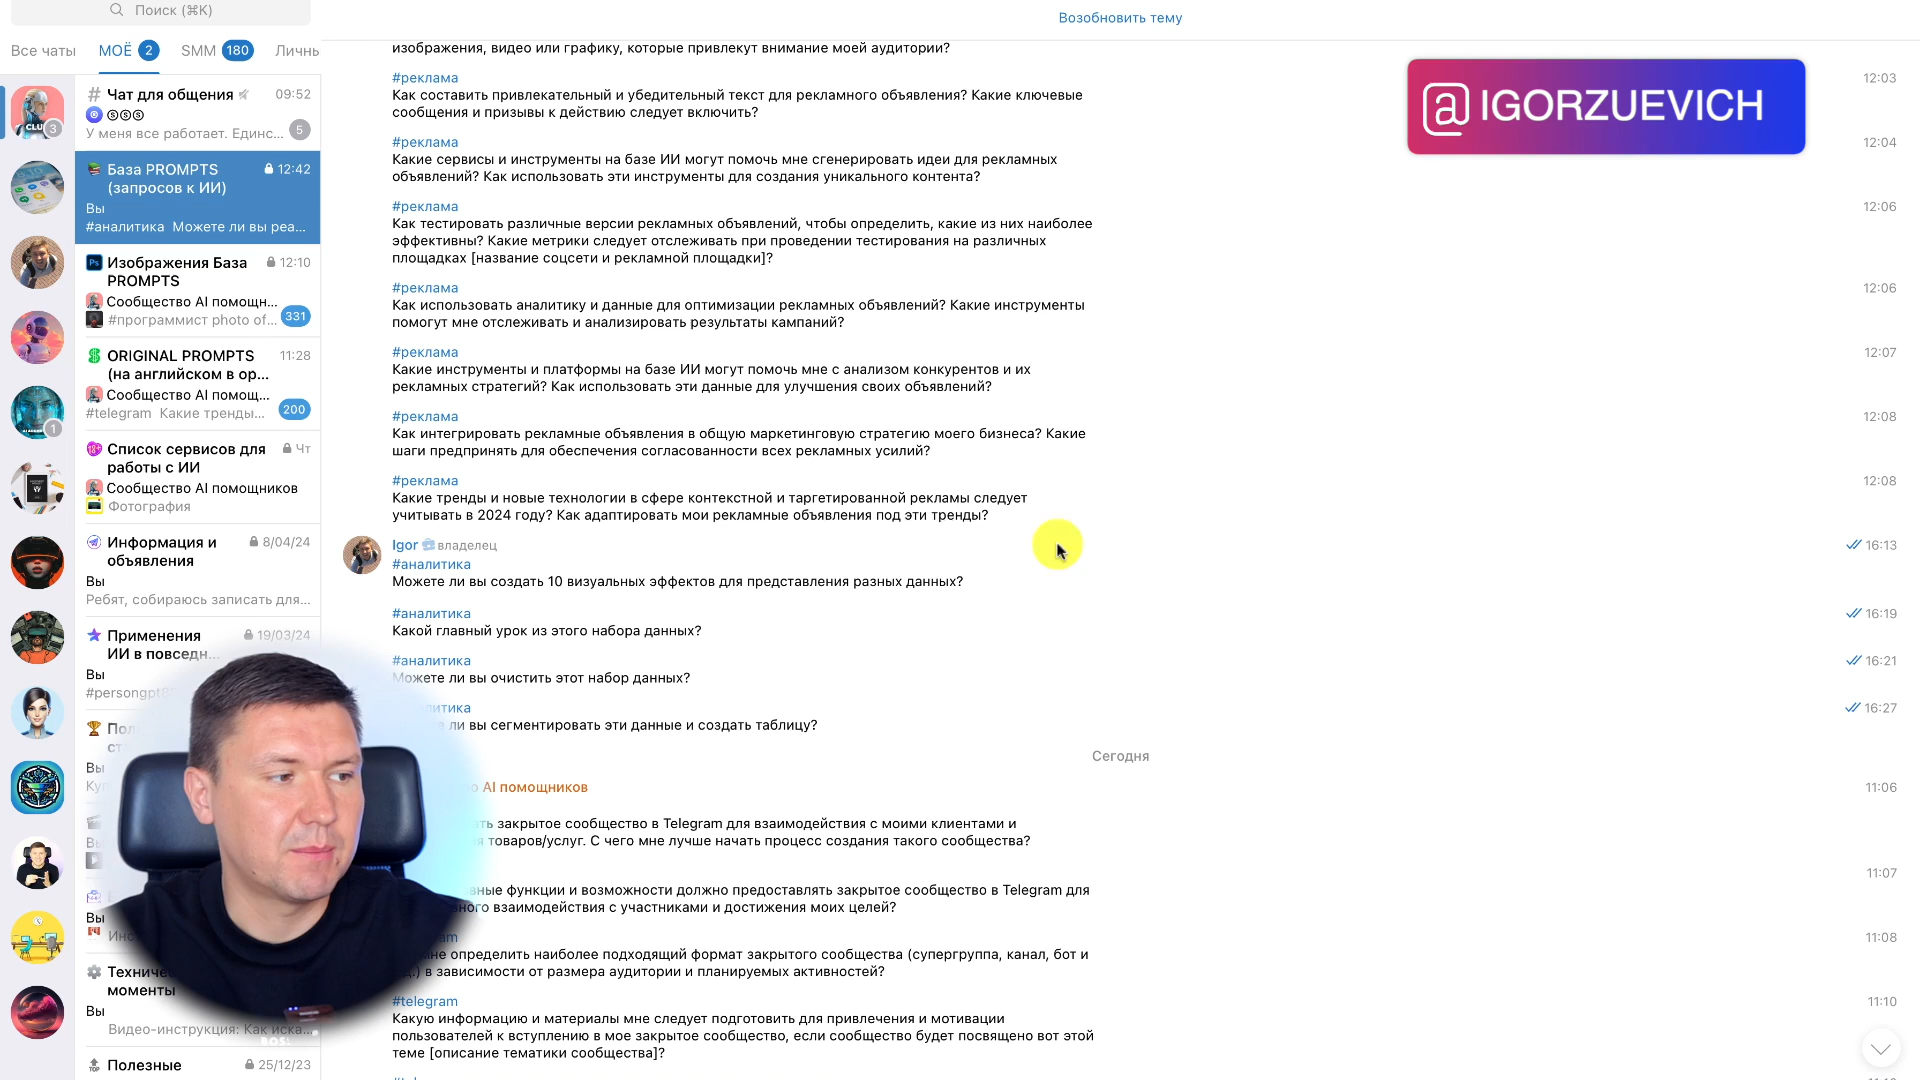 Поиск (⌘K)
Все чаты
МОЁ 2
SMM 180
Личнь
Чат для общения 09:52
У меня все работает. Единс... 5
База PROMPTS 12:42
(запросов к ИИ)
Вы
#аналитика Можете ли вы реа...
Изображения База 12:10
PROMPTS
Сообщество AI помощн...
#программист photo of... 331
ORIGINAL PROMPTS 11:28
(на английском в ор...
Сообщество AI помощ...
#telegram Какие тренды... 200
Список сервисов для Чт
работы с ИИ
Сообщество AI помощников
Фотография
Информация и 8/04/24
объявления
Вы
Ребят, собираюсь записать для...
Применения 19/03/24
ИИ в повседн...
Вы
#persongpt
Вы
Вы
Вы
моменты
Вы
Видео-инструкция: Как иска...
Полезные 25/12/23
CLU 3
1
Возобновить тему
@IGORZUEVICH
изображения, видео или графику, которые привлекут внимание моей аудитории?
#реклама 12:03
Как составить привлекательный и убедительный текст для рекламного объявления? Какие ключевые
сообщения и призывы к действию следует включить?
#реклама 12:04
Какие сервисы и инструменты на базе ИИ могут помочь мне сгенерировать идеи для рекламных
объявлений? Как использовать эти инструменты для создания уникального контента?
#реклама 12:06
Как тестировать различные версии рекламных объявлений, чтобы определить, какие из них наиболее
эффективны? Какие метрики следует отслеживать при проведении тестирования на различных
площадках [название соцсети и рекламной площадки]?
#реклама 12:06
Как использовать аналитику и данные для оптимизации рекламных объявлений? Какие инструменты
помогут мне отслеживать и анализировать результаты кампаний?
#реклама 12:07
Какие инструменты и платформы на базе ИИ могут помочь мне с анализом конкурентов и их
рекламных стратегий? Как использовать эти данные для улучшения своих объявлений?
#реклама 12:08
Как интегрировать рекламные объявления в общую маркетинговую стратегию моего бизнеса? Какие
шаги предпринять для обеспечения согласованности всех рекламных усилий?
#реклама 12:08
Какие тренды и новые технологии в сфере контекстной и таргетированной рекламы следует
учитывать в 2024 году? Как адаптировать мои рекламные объявления под эти тренды?
Igor владелец 16:13
#аналитика
Можете ли вы создать 10 визуальных эффектов для представления разных данных?
#аналитика 16:19
Какой главный урок из этого набора данных?
#аналитика 16:21
Можете ли вы очистить этот набор данных?
16:27
ли вы сегментировать эти данные и создать таблицу?
Сегодня
AI помощников 11:06
закрытое сообщество в Telegram для взаимодействия с моими клиентами и
товаров/услуг. С чего мне лучше начать процесс создания такого сообщества?
11:07
функции и возможности должно предоставлять закрытое сообщество в Telegram для
взаимодействия с участниками и достижения моих целей?
11:08
мне определить наиболее подходящий формат закрытого сообщества (супергруппа, канал, бот и
в зависимости от размера аудитории и планируемых активностей?
#telegram 11:10
Какую информацию и материалы мне следует подготовить для привлечения и мотивации
пользователей к вступлению в мое закрытое сообщество, если сообщество будет посвящено вот этой
теме [описание тематики сообщества]?